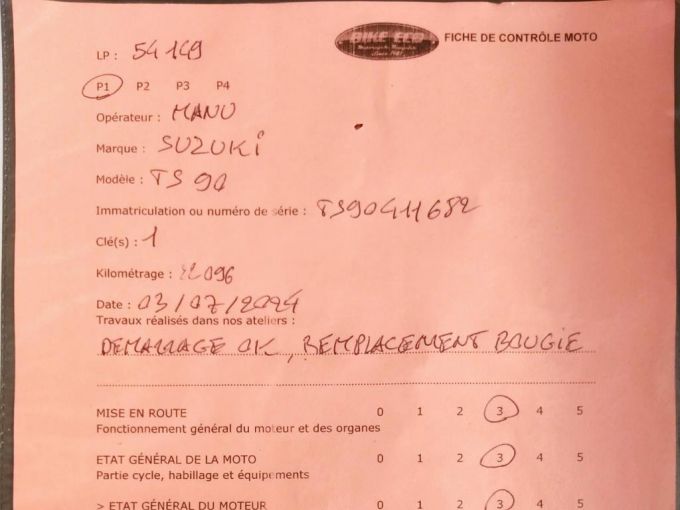 BIKE ECO
FICHE DE CONTRÔLE MOTO
LP : 54149
P1 P2 P3 P4
Opérateur : MANU
Marque : SUZUKI
Modèle : TS 90
Immatriculation ou numéro de série : TS90411682
Clé(s) : 1
Kilométrage :
Date : 03/07/2024
Travaux réalisés dans nos ateliers :
DEMARRAGE OK, REMPLACEMENT BOUGIE
MISE EN ROUTE 0 1 2 3 4 5
Fonctionnement général du moteur et des organes
ETAT GÉNÉRAL DE LA MOTO 0 1 2 3 4 5
Partie cycle, habillage et équipements
> ETAT GÉNÉRAL DU MOTEUR 0 1 2 3 4 5